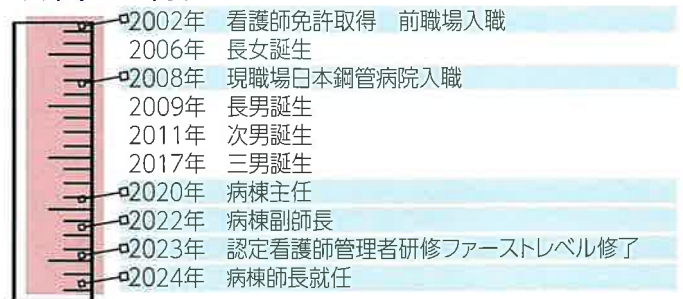 2002年 看護師免許取得 前職場入職
2006年 長女誕生
2008年 現職場日本鋼管病院入職
2009年 長男誕生
2011年 次男誕生
2017年 三男誕生
2020年 病棟主任
2022年 病棟副師長
2023年 認定看護師管理者研修ファーストレベル修了
2024年 病棟師長就任